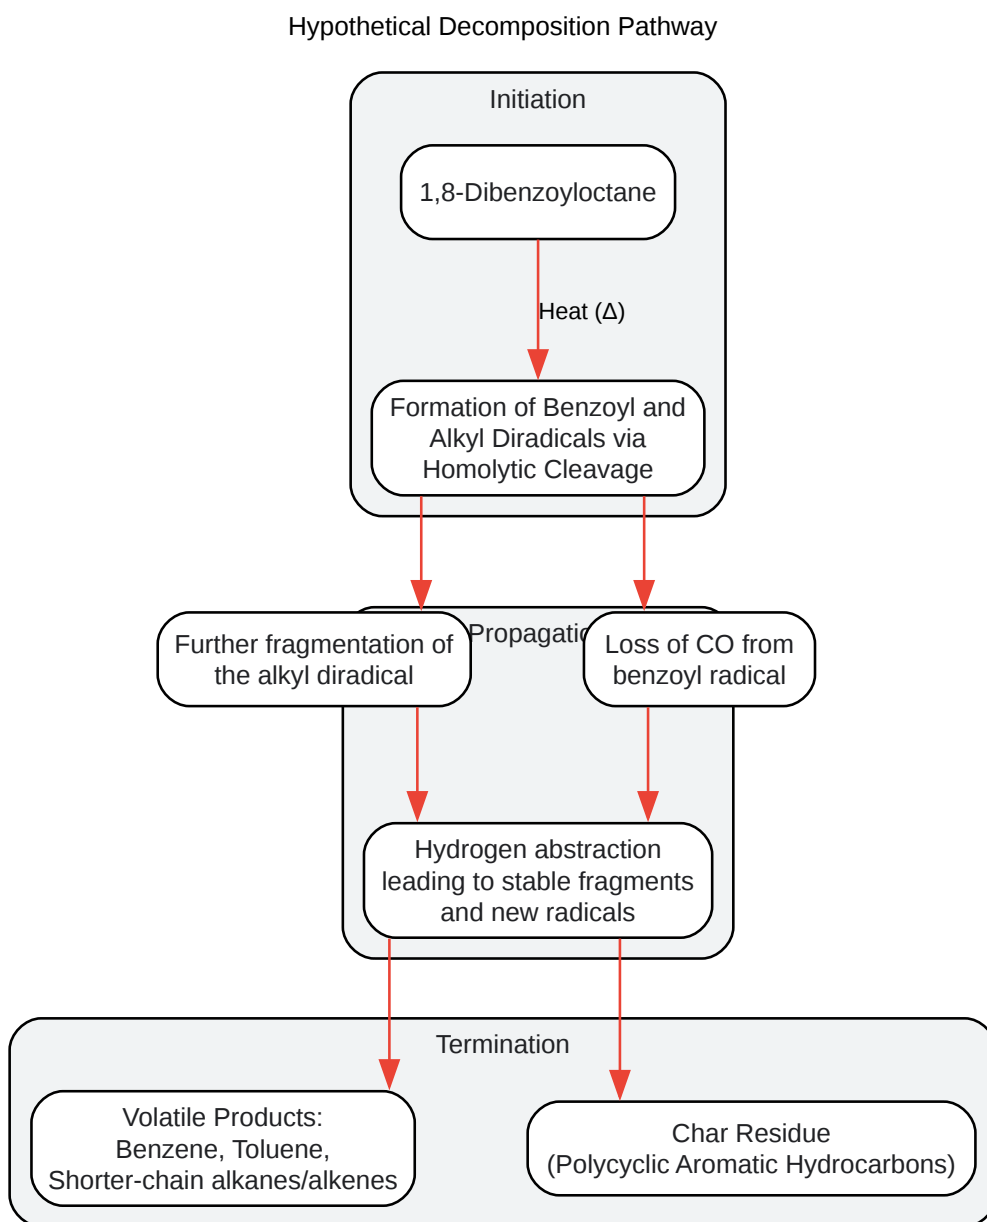 Hypothetical Decomposition Pathway
Initiation
1,8-Dibenzoyloctane
Heat (Δ)
Formation of Benzoyl and
Alkyl Diradicals via
Homolytic Cleavage
Propagatio
Further fragmentation of
the alkyl diradical
Loss of CO from
benzoyl radical
Hydrogen abstraction
leading to stable fragments
and new radicals
Termination
Volatile Products:
Benzene, Toluene,
Shorter-chain alkanes/alkenes
Char Residue
(Polycyclic Aromatic Hydrocarbons)